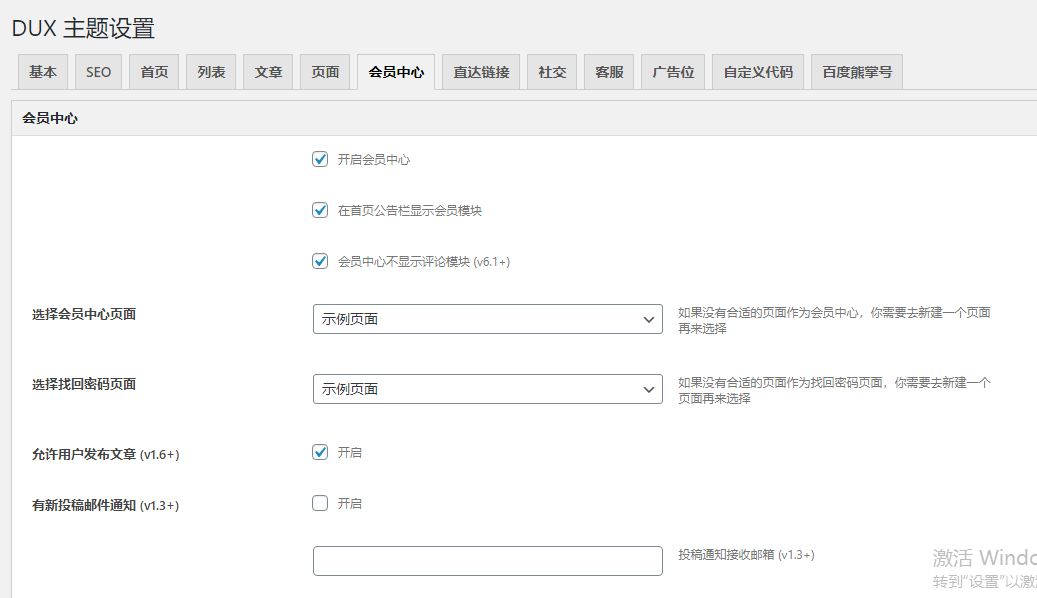 DUX 主题设置
基本 SEO 首页 列表 文章 页面 会员中心 直达链接 社交 客服 广告位 自定义代码 百度熊掌号
会员中心
开启会员中心
在首页公告栏显示会员模块
会员中心不显示评论模块 (v6.1+)
选择会员中心页面 示例页面 如果没有合适的页面作为会员中心，你需要去新建一个页面
再来选择
选择找回密码页面 示例页面 如果没有合适的页面作为找回密码页面，你需要去新建一个
页面再来选择
允许用户发布文章 (v1.6+) 开启
有新投稿邮件通知 (v1.3+) 开启
投稿通知接收邮箱 (v1.3+)
激活 Windo
转到“设置”以激